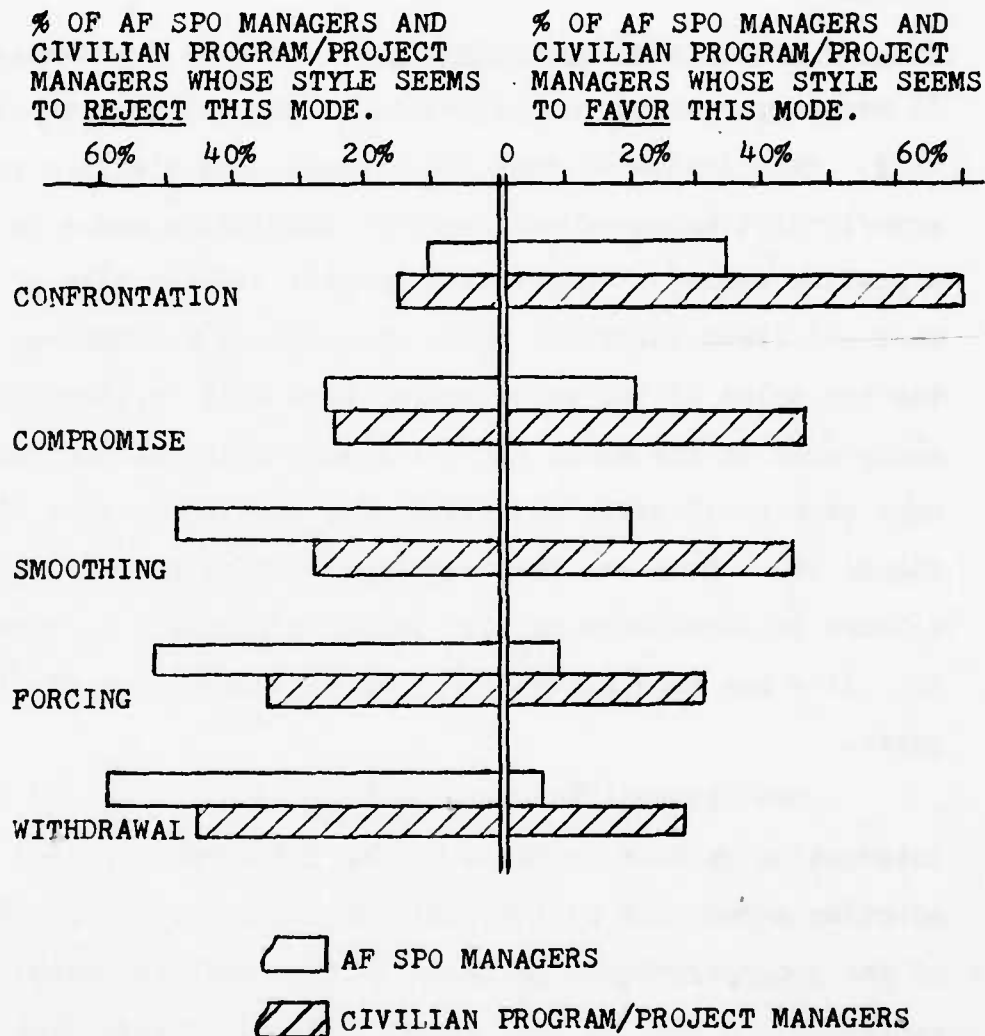 % OF AF SPO MANAGERS AND
CIVILIAN PROGRAM/PROJECT
MANAGERS WHOSE STYLE SEEMS
TO REJECT THIS MODE.
% OF AF SPO MANAGERS AND
CIVILIAN PROGRAM/PROJECT
MANAGERS WHOSE STYLE SEEMS
TO FAVOR THIS MODE.
60% 40% 20% 0 20% 40% 60%
CONFRONTATION
COMPROMISE
SMOOTHING
FORCING
WITHDRAWAL
AF SPO MANAGERS
CIVILIAN PROGRAM/PROJECT MANAGERS